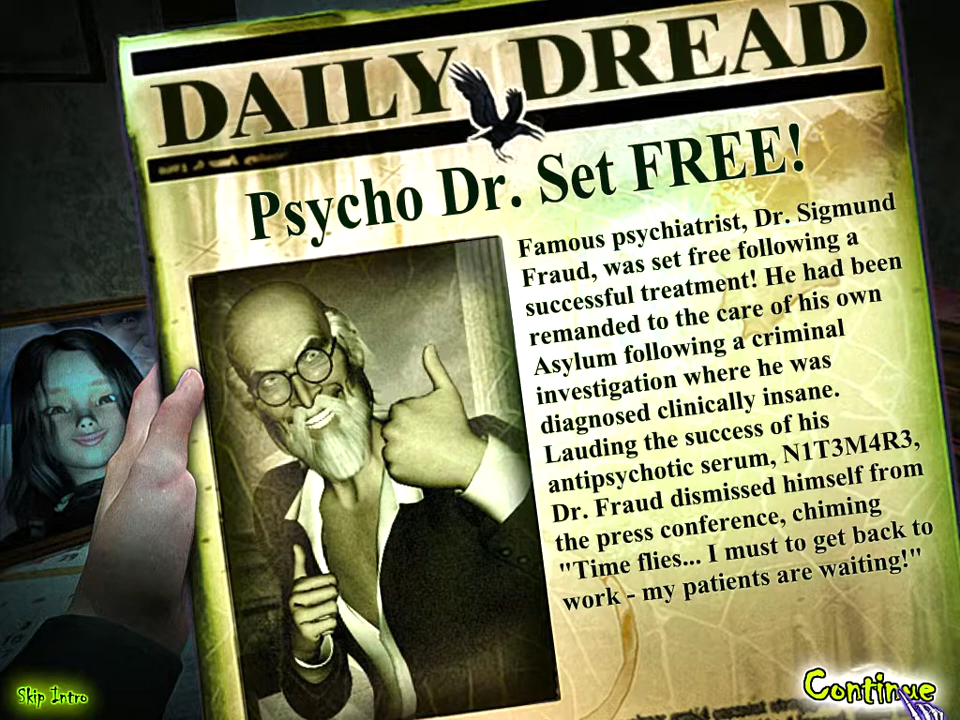 DAILY DREAD
Psycho Dr. Set FREE!
Famous psychiatrist, Dr. Sigmund
Fraud, was set free following a
successful treatment! He had been
remanded to the care of his own
Asylum following a criminal
investigation where he was
diagnosed clinically insane.
Lauding the success of his
antipsychotic serum, N1T3M4R3,
Dr. Fraud dismissed himself from
the press conference, chiming
"Time flies... I must to get back to
work - my patients are waiting!"
Skip Intro
Continue